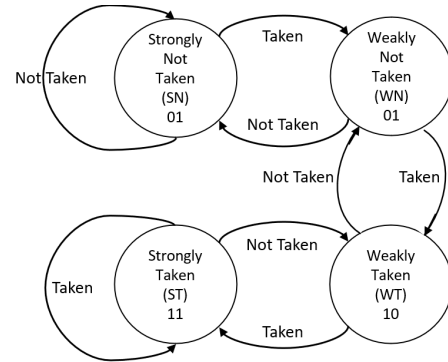 Strongly
Not
Taken
(SN)
01
Taken
Weakly
Not
Taken
(WN)
01
Not Taken
Not Taken
Not Taken
Taken
Strongly
Taken
(ST)
11
Not Taken
Weakly
Taken
(WT)
10
Taken
Taken